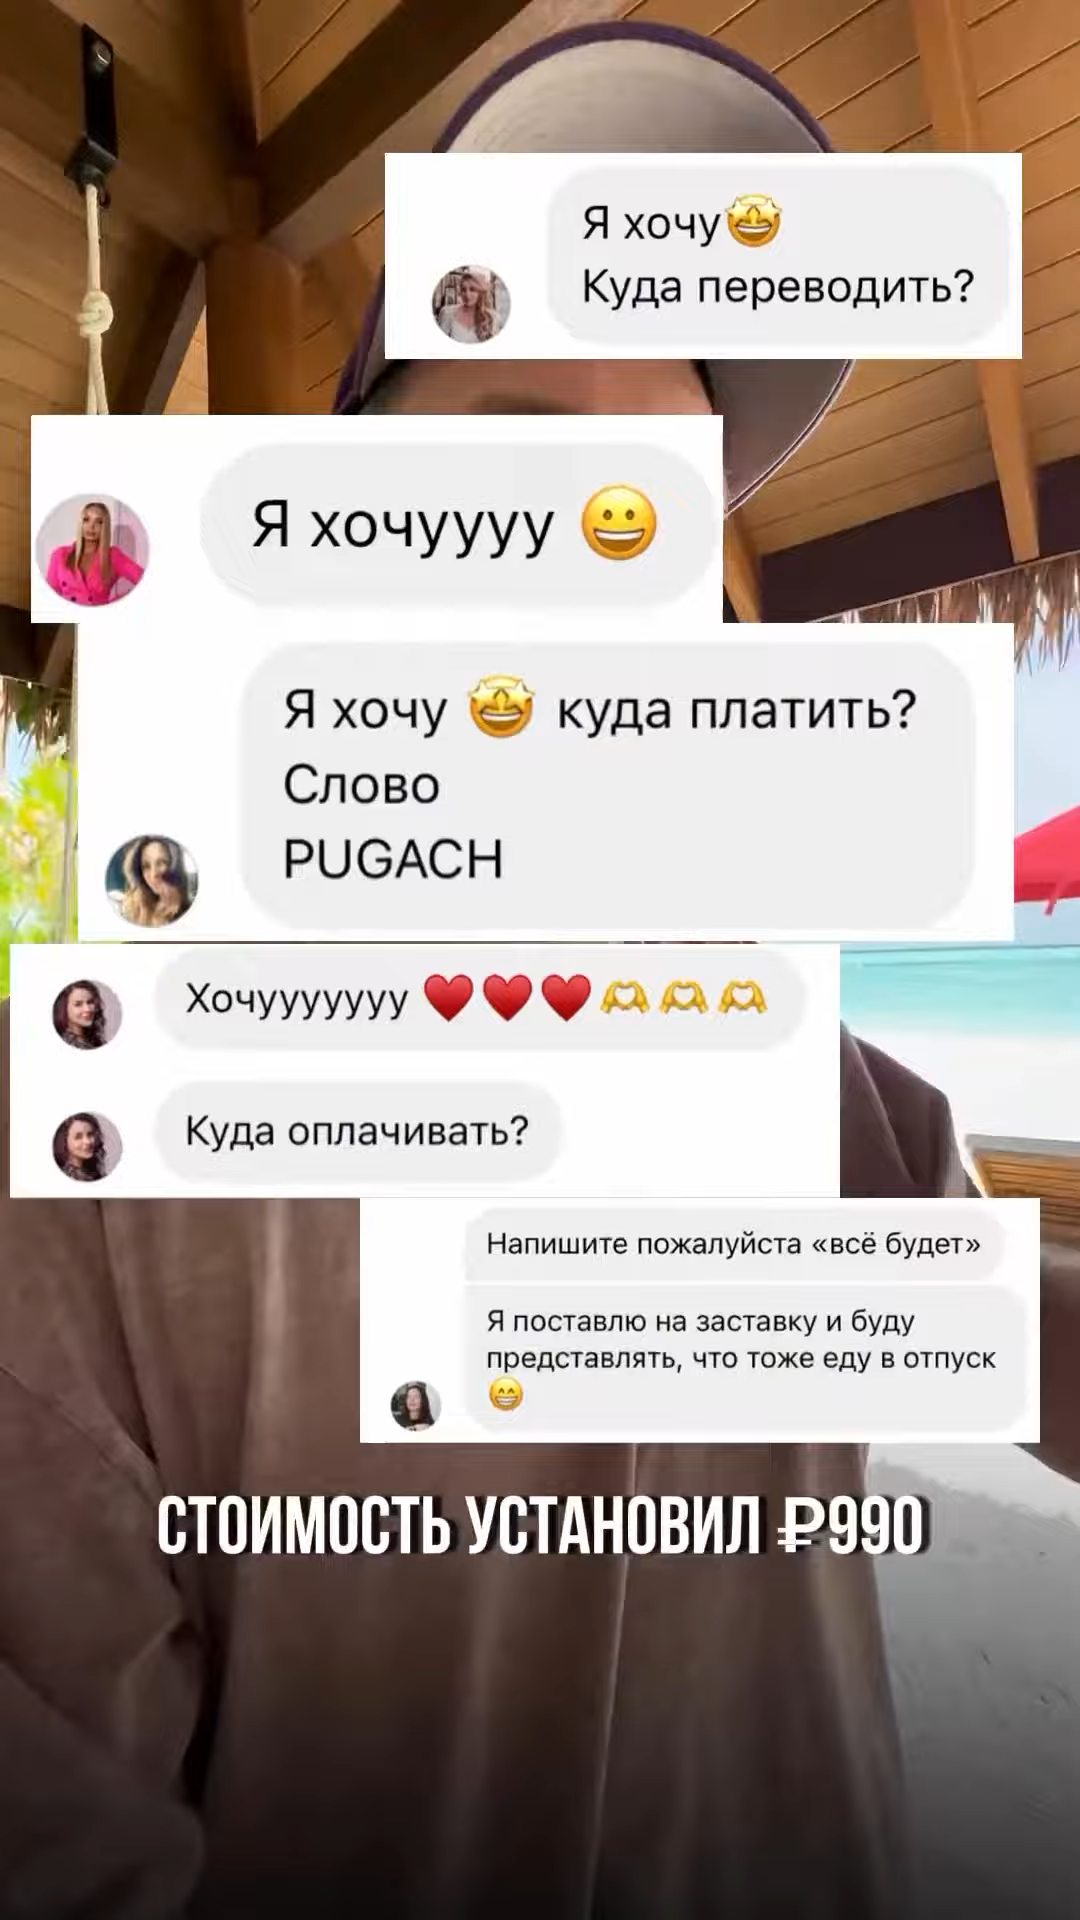 Я хочу🤩
Куда переводить?
Я хочуууу 😀
Я хочу 🤩 куда платить?
Слово
PUGACH
Хочууууууу ❤️❤️❤️🫶🫶🫶
Куда оплачивать?
Напишите пожалуйста «всё будет»
Я поставлю на заставку и буду
представлять, что тоже еду в отпуск
😁
СТОИМОСТЬ УСТАНОВИЛ ₽990